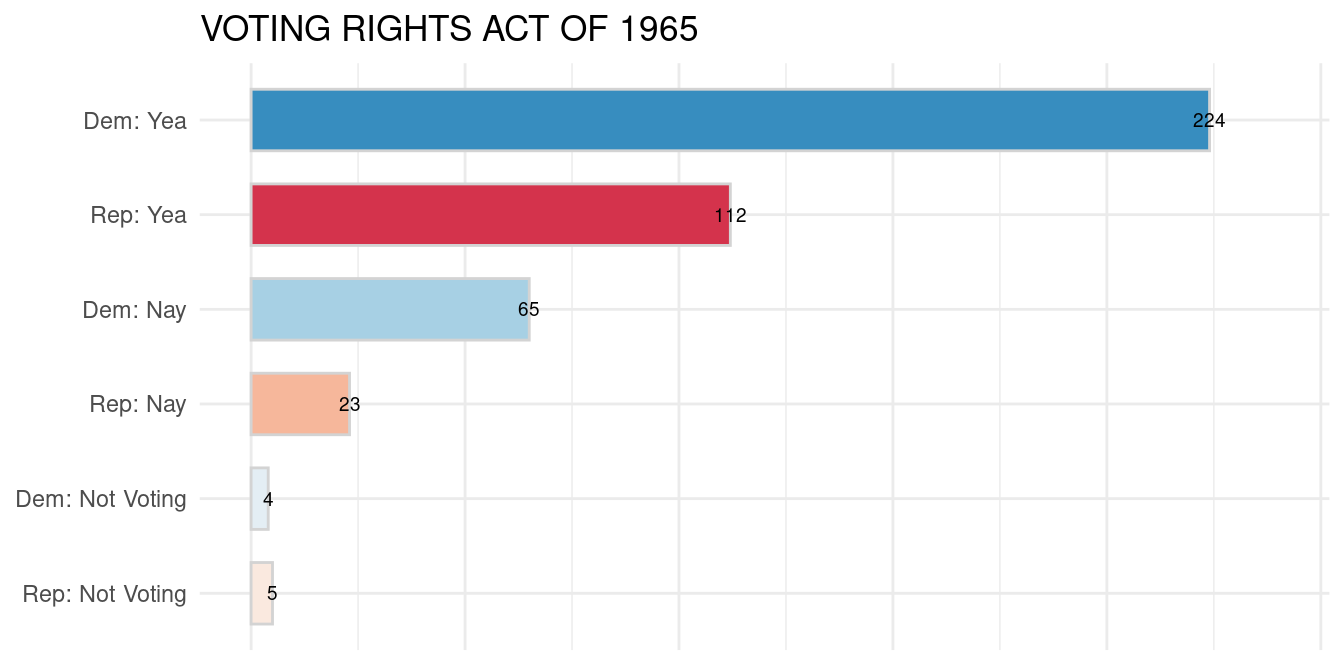 VOTING RIGHTS ACT OF 1965
Dem: Yea 224
Rep: Yea 112
Dem: Nay 65
Rep: Nay 23
Dem: Not Voting 4
Rep: Not Voting 5